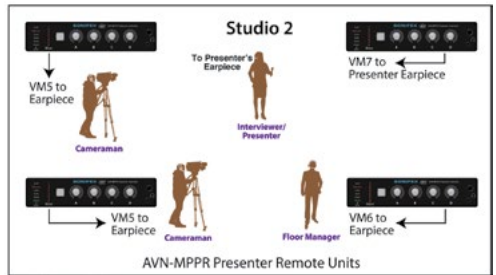 Studio 2
VM5 to
Earpiece
Cameraman
To Presenter's
Earpiece
Interviewer/
Presenter
VM7 to
Presenter Earpiece
VM5 to
Earpiece
Cameraman
Floor Manager
VM6 to
Earpiece
AVN-MPPR Presenter Remote Units